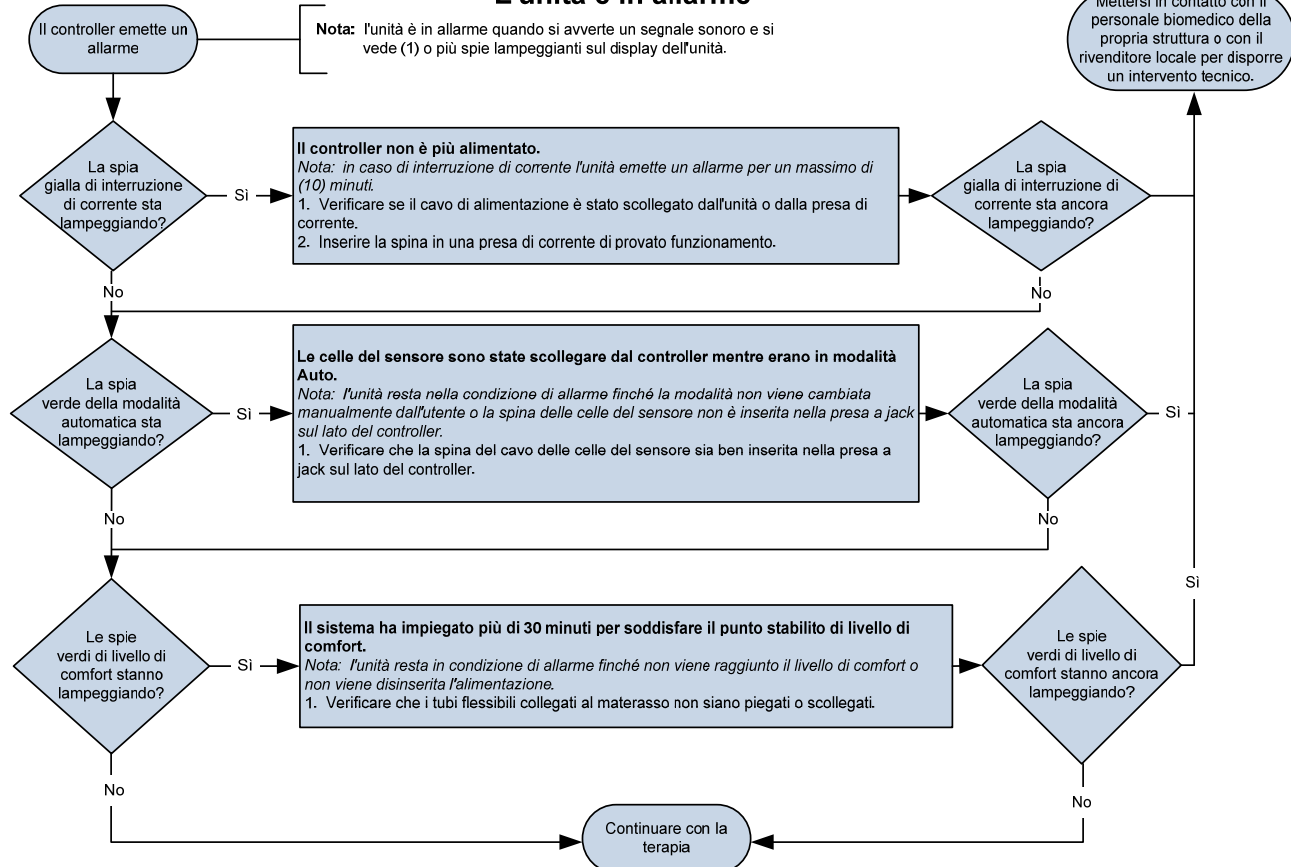 L'unità è in allarme
Il controller emette un
allarme
Nota: l'unità è in allarme quando si avverte un segnale sonoro e si
vede (1) o più spie lampeggianti sul display dell'unità.
Mettersi in contatto con il
personale biomedico della
propria struttura o con il
rivenditore locale per disporre
un intervento tecnico.
La spia
gialla di interruzione
di corrente sta
lampeggiando?
Sì
Il controller non è più alimentato.
Nota: in caso di interruzione di corrente l'unità emette un allarme per un massimo di
(10) minuti.
1. Verificare se il cavo di alimentazione è stato scollegato dall'unità o dalla presa di
corrente.
2. Inserire la spina in una presa di corrente di provato funzionamento.
La spia
gialla di interruzione di
corrente sta ancora
lampeggiando?
No
No
La spia
verde della modalità
automatica sta
lampeggiando?
Sì
Le celle del sensore sono state scollegare dal controller mentre erano in modalità
Auto.
Nota: l'unità resta nella condizione di allarme finché la modalità non viene cambiata
manualmente dall'utente o la spina delle celle del sensore non è inserita nella presa a jack
sul lato del controller.
1. Verificare che la spina del cavo delle celle del sensore sia ben inserita nella presa a
jack sul lato del controller.
La spia
verde della modalità
automatica sta ancora
lampeggiando?
Sì
No
No
Sì
Le spie
verdi di livello di
comfort stanno
lampeggiando?
Sì
Il sistema ha impiegato più di 30 minuti per soddisfare il punto stabilito di livello di
comfort.
Nota: l'unità resta in condizione di allarme finché non viene raggiunto il livello di comfort o
non viene disinserita l'alimentazione.
1. Verificare che i tubi flessibili collegati al materasso non siano piegati o scollegati.
Le spie
verdi di livello di
comfort stanno ancora
lampeggiando?
No
No
Continuare con la
terapia